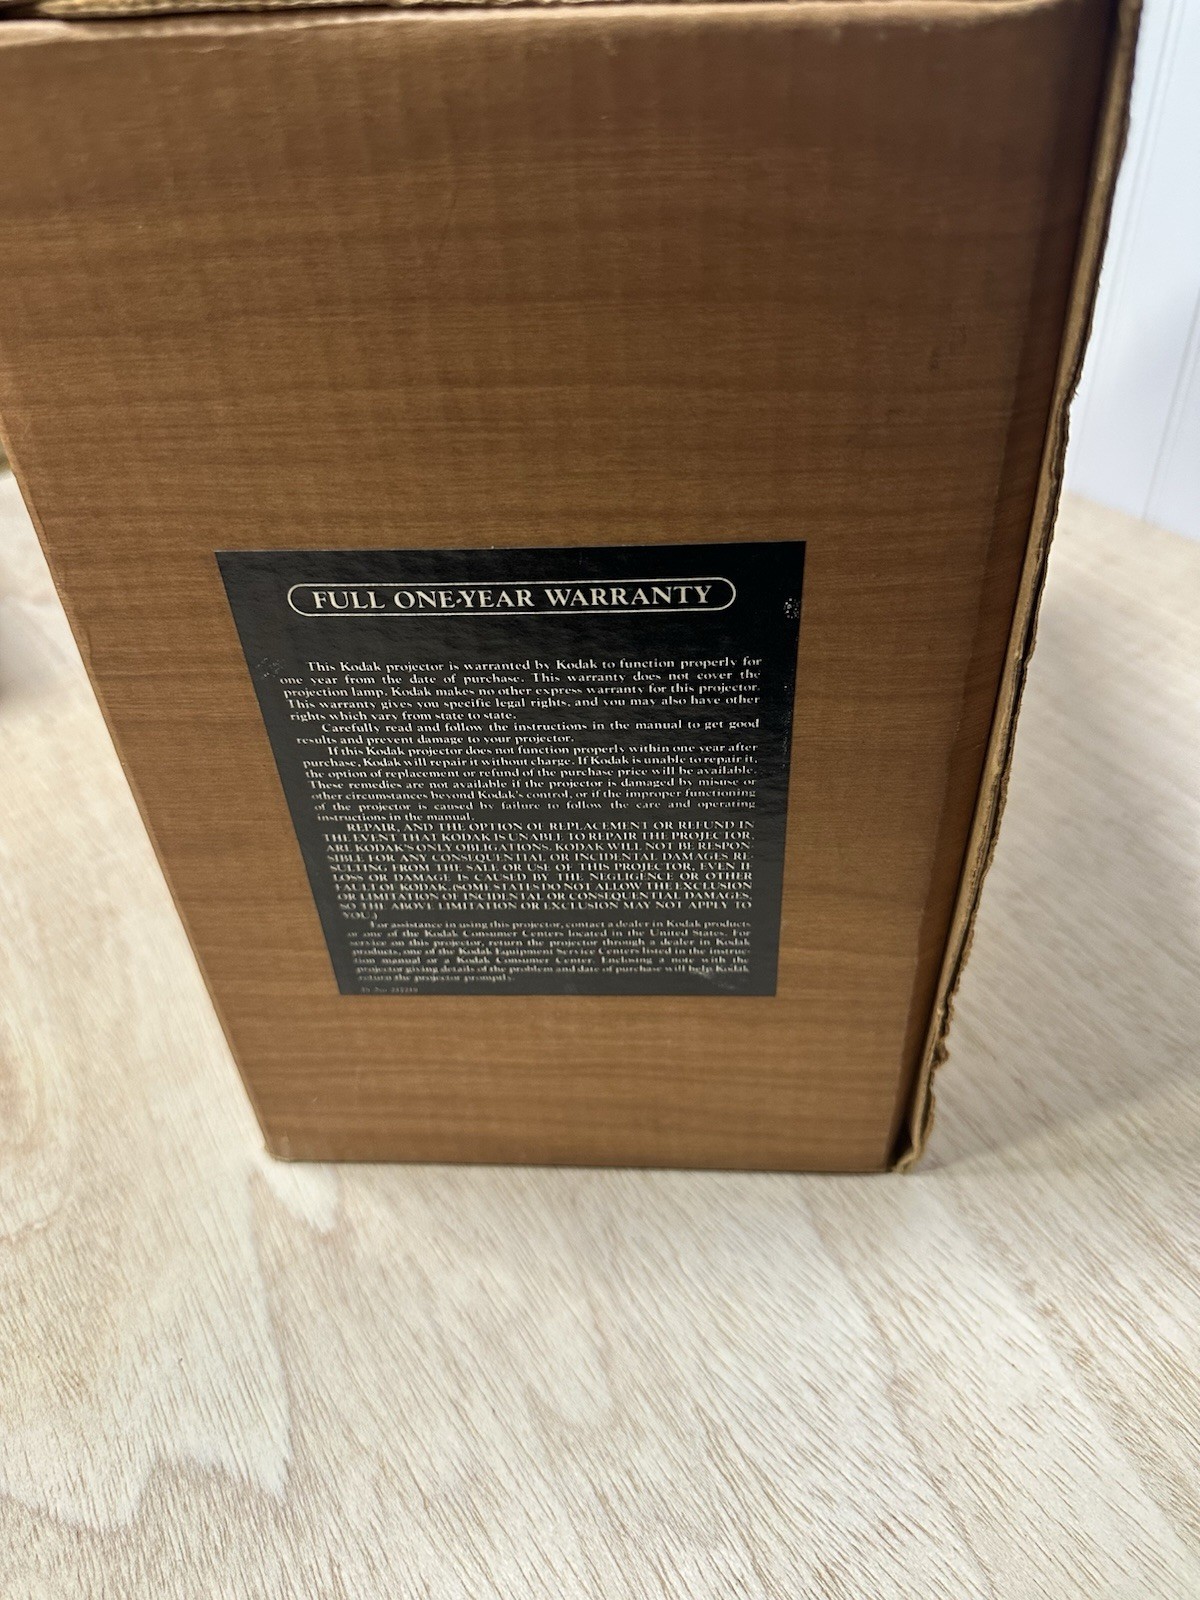 FULL ONE-YEAR WARRANTY
This Kodak projector is warranted by Kodak to function properly for
one year from the date of purchase. This warranty does not cover the
projection lamp. Kodak makes no other express warranty for this projector.
This warranty gives you specific legal rights, and you may also have other
rights which vary from state to state.
Carefully read and follow the instructions in the manual to get good
results and prevent damage to your projector.
If this Kodak projector does not function properly within one year after
purchase, Kodak will repair it without charge. If Kodak is unable to repair it,
the option of replacement or refund of the purchase price will be available.
These remedies are not available if the projector is damaged by misuse or
other circumstances beyond Kodak's control, or if the improper functioning
of the projector is caused by failure to follow the care and operating
instructions in the manual.
REPAIR, AND THE OPTION OF REPLACEMENT OR REFUND IN
THE EVENT THAT KODAK IS UNABLE TO REPAIR THE PROJECTOR,
ARE KODAK'S ONLY OBLIGATIONS. KODAK WILL NOT BE RESPON-
SIBLE FOR ANY CONSEQUENTIAL OR INCIDENTAL DAMAGES RE-
SULTING FROM THE SALE OR USE OF THIS PROJECTOR, EVEN IF
LOSS OR DAMAGE IS CAUSED BY THE NEGLIGENCE OR OTHER
FAULT OF KODAK. (SOME STATES DO NOT ALLOW THE EXCLUSION
OR LIMITATION OF INCIDENTAL OR CONSEQUENTIAL DAMAGES,
SO THE ABOVE LIMITATION OR EXCLUSION MAY NOT APPLY TO
YOU.)
For assistance in using this projector, contact a dealer in Kodak products
or one of the Kodak Consumer Centers located in the United States. For
service on this projector, return the projector through a dealer in Kodak
products, one of the Kodak Equipment Service Centers listed in the instruc-
tion manual or a Kodak Consumer Center. Enclosing a note with the
projector giving details of the problem and date of purchase will help Kodak
return the projector promptly.